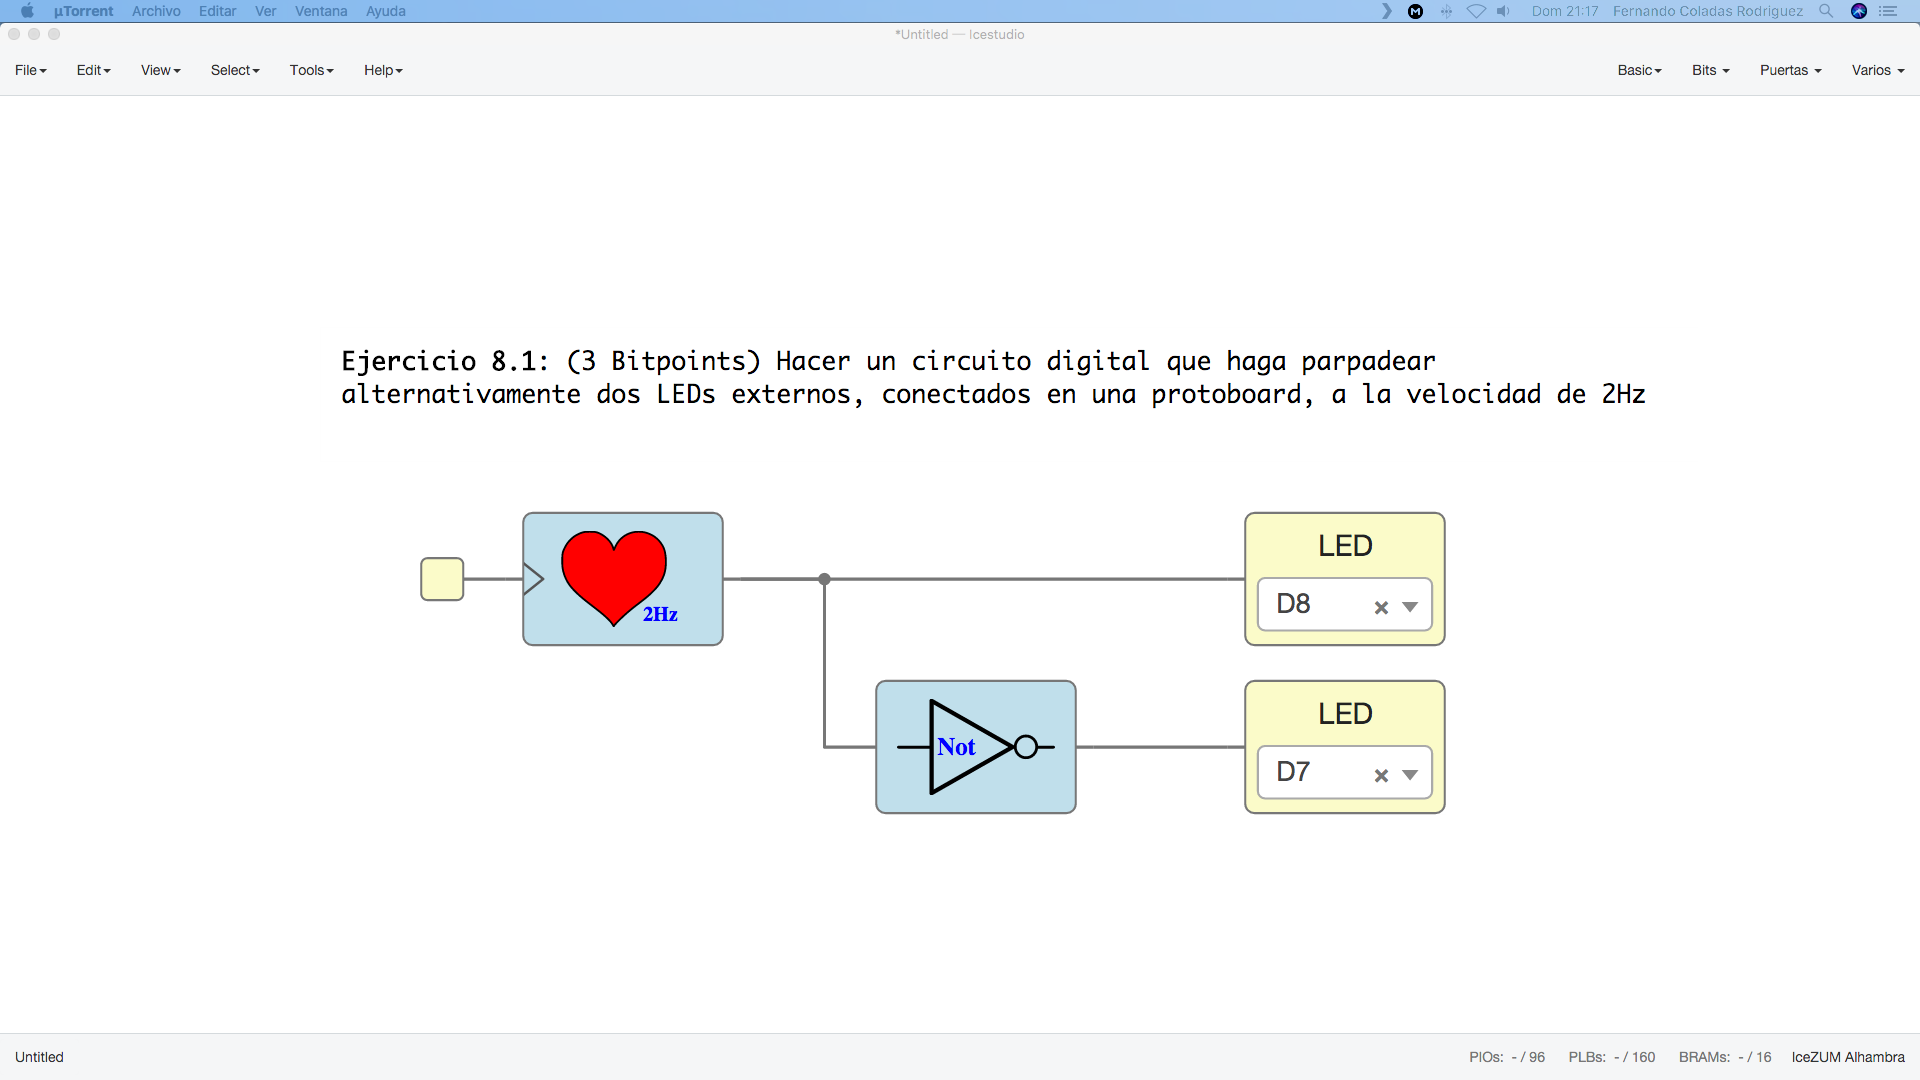 µTorrent Archivo Editar Ver Ventana Ayuda Dom 21:17 Fernando Coladas Rodriguez
*Untitled — Icestudio
File Edit View Select Tools Help Basic Bits Puertas Varios
Ejercicio 8.1: (3 Bitpoints) Hacer un circuito digital que haga parpadear
alternativamente dos LEDs externos, conectados en una protoboard, a la velocidad de 2Hz
2Hz
LED
D8
Not
LED
D7
Untitled PIOs: - / 96 PLBs: - / 160 BRAMs: - / 16 IceZUM Alhambra